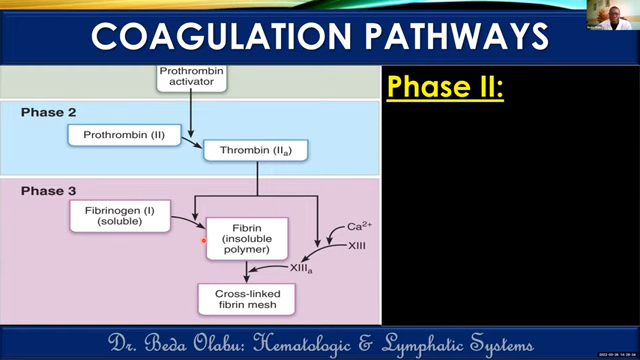 COAGULATION PATHWAYS
Prothrombin
activator
Phase 2
Prothrombin (II)
Thrombin (IIa)
Phase 3
Fibrinogen (I)
(soluble)
Fibrin
(insoluble
polymer)
Ca2+
XIII
XIIIa
Cross-linked
fibrin mesh
Phase II:
Dr. Beda Olabu: Hematologic & Lymphatic Systems